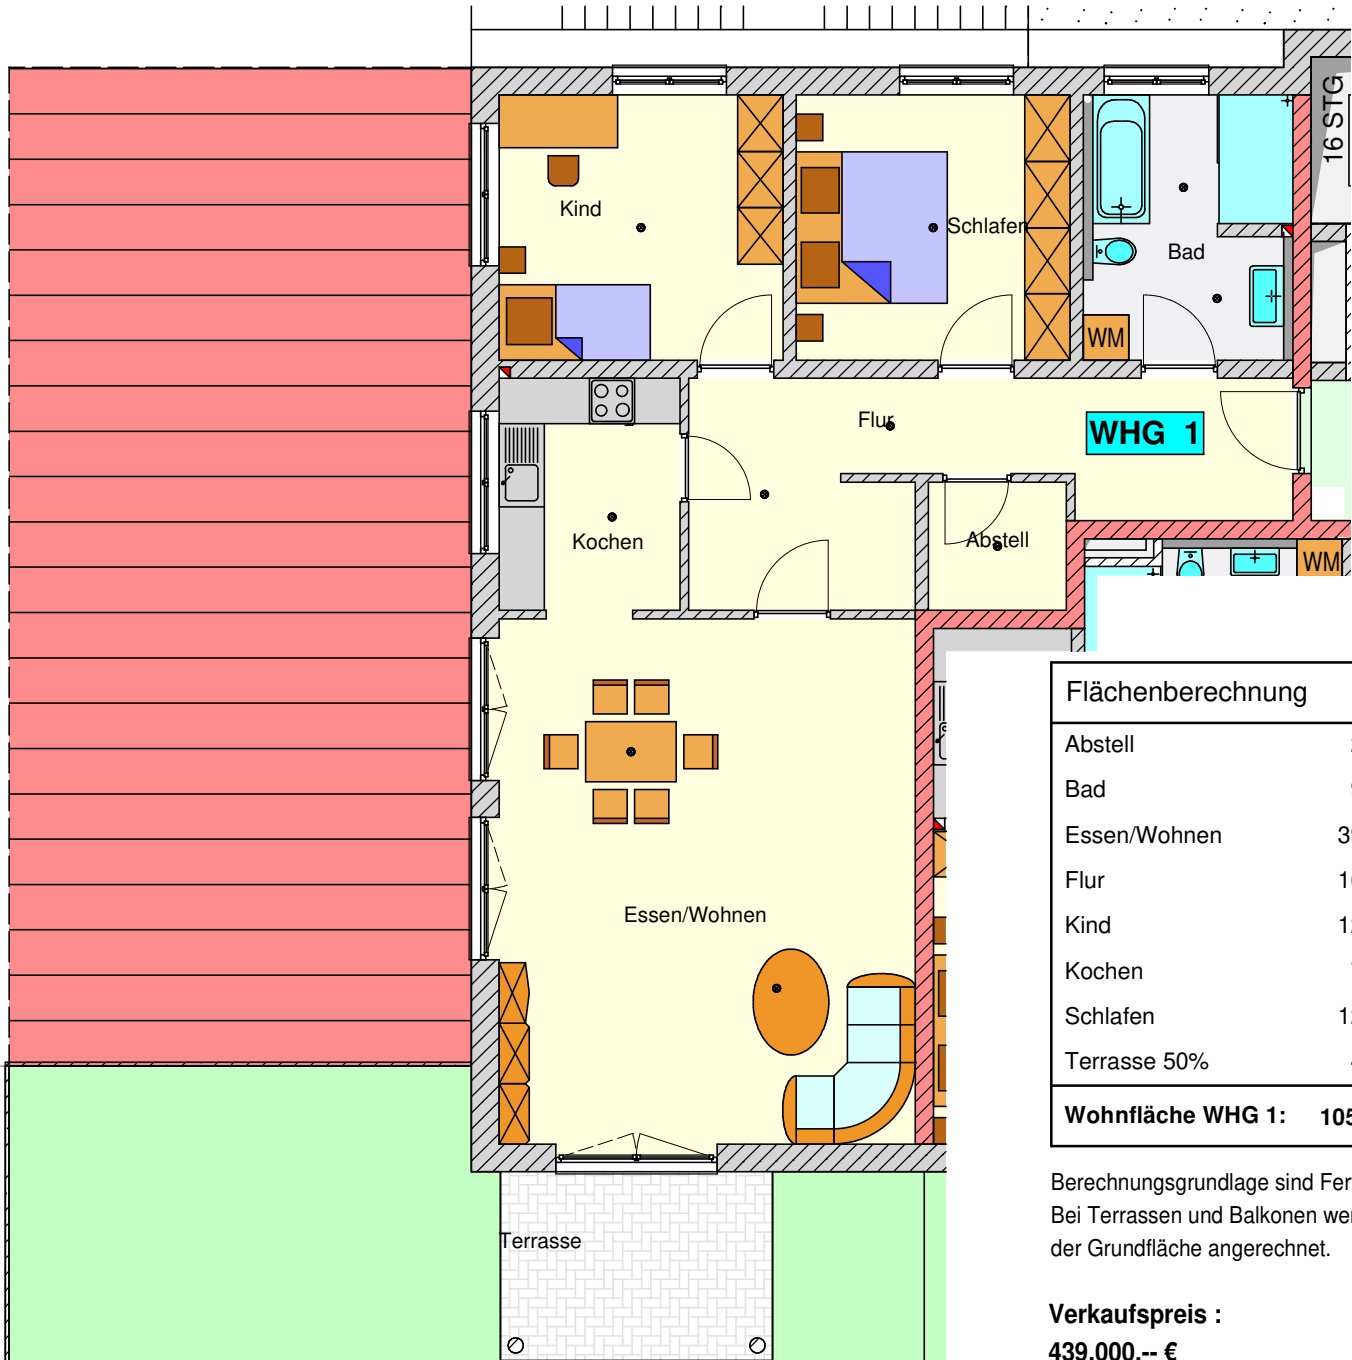 16 STG
Kind
Schlafen
Bad
WM
Flur
WHG 1
Kochen
Abstell
WM
Essen/Wohnen
Terrasse
Flächenberechnung
Abstell
Bad
Essen/Wohnen
Flur
Kind
Kochen
Schlafen
Terrasse 50%
Wohnfläche WHG 1: 105
Berechnungsgrundlage sind
Bei Terrassen und Balkonen
der Grundfläche angerechnet.
Verkaufspreis :
439.000.-- €